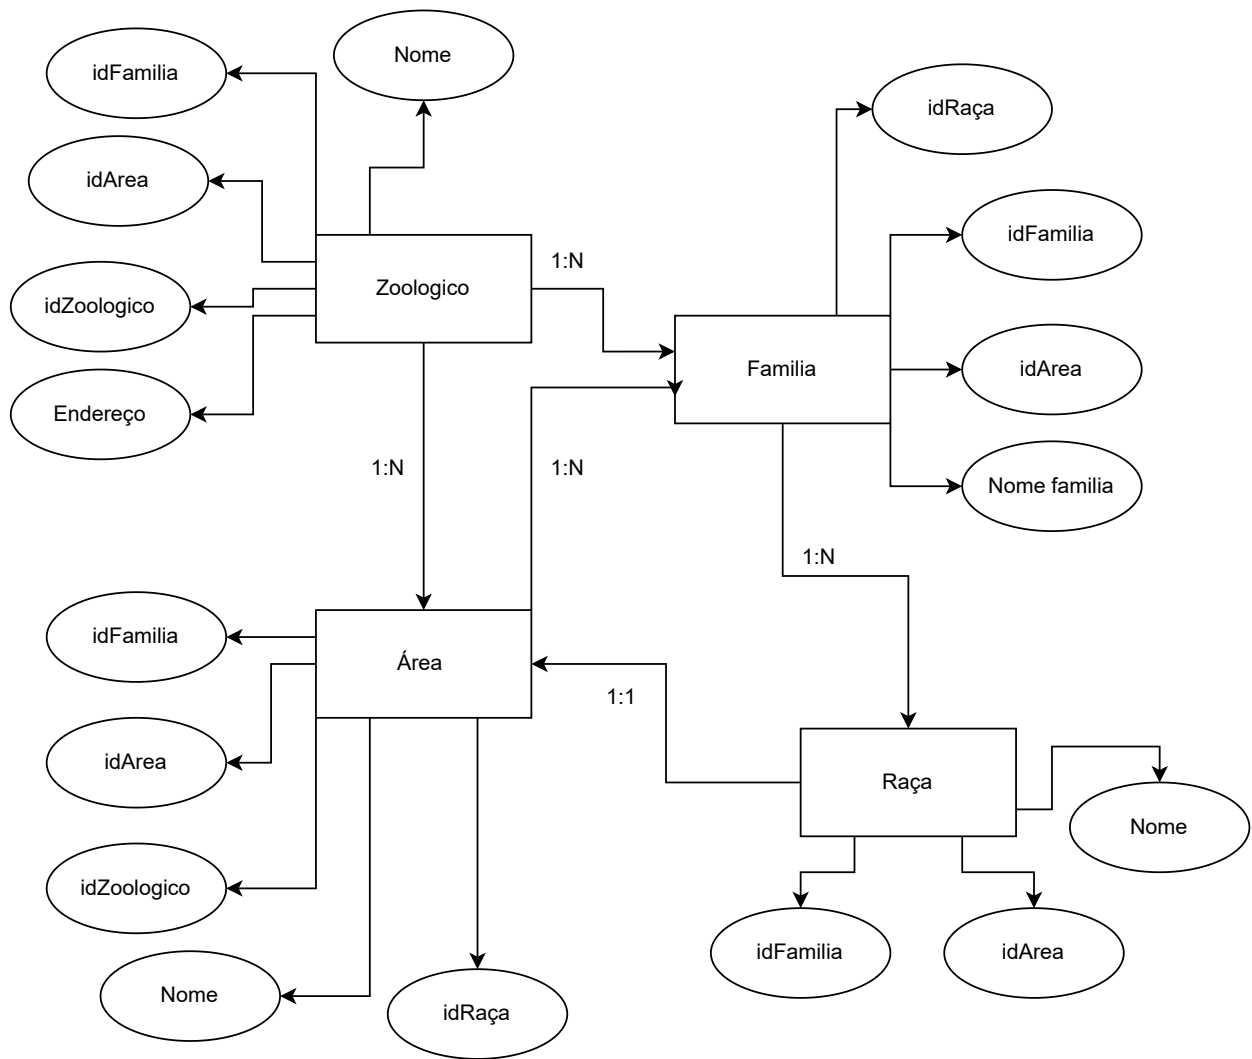 Nome
idFamilia
idRaça
idArea
idFamilia
1:N
Zoologico
idZoologico
Familia
idArea
Endereço
1:N
1:N
Nome familia
1:N
idFamilia
Área
1:1
idArea
Raça
Nome
idZoologico
idFamilia
idArea
Nome
idRaça